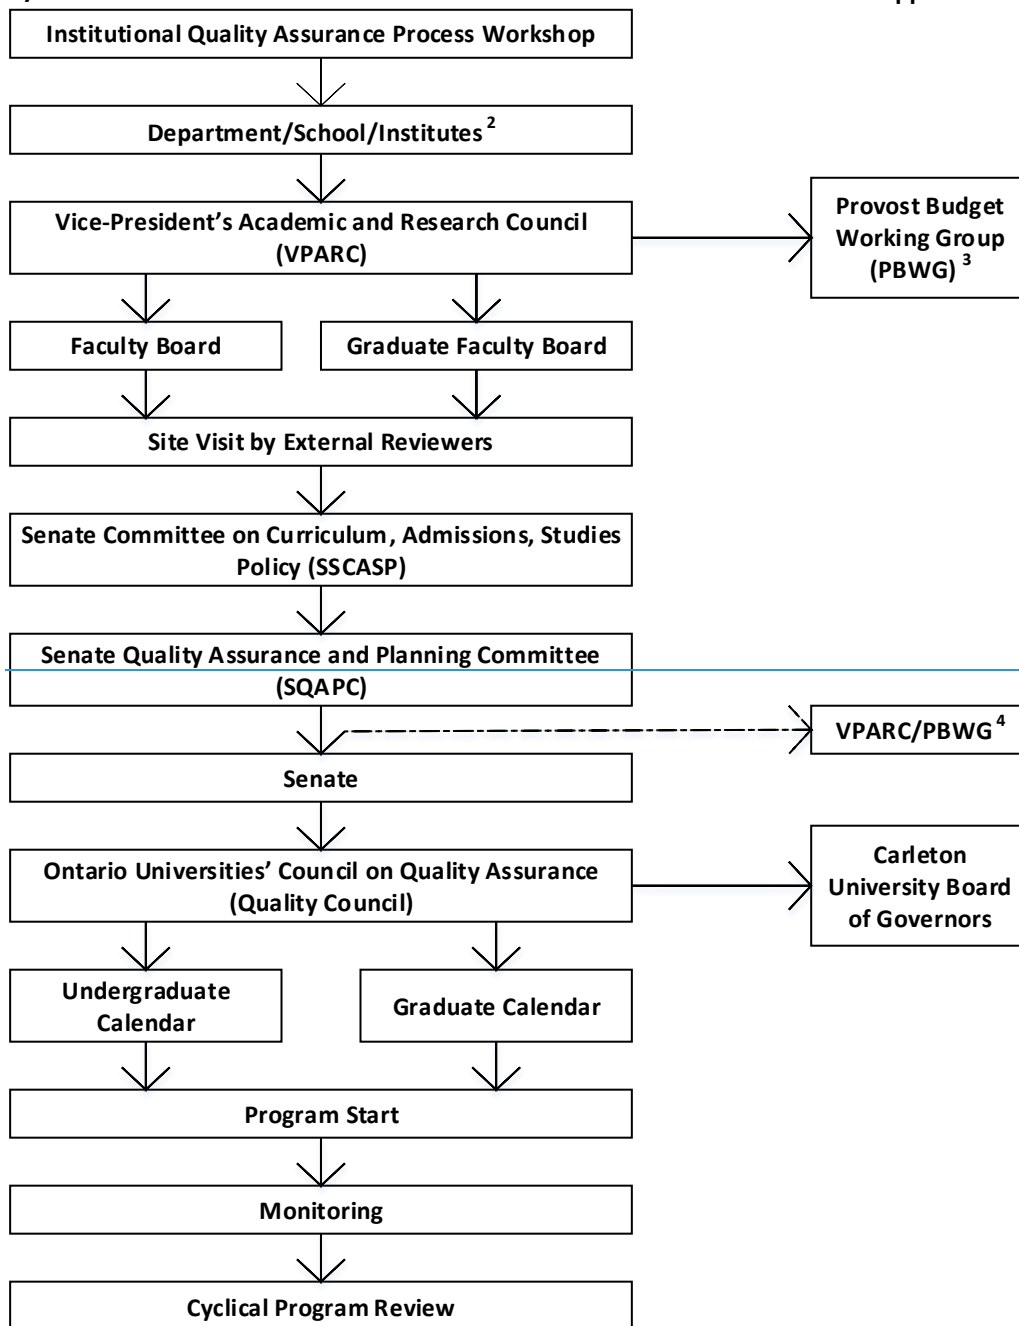 Institutional Quality Assurance Process Workshop
Department/School/Institutes 2
Vice-President's Academic and Research Council
(VPARC)
Provost Budget
Working Group
(PBWG) 3
Faculty Board
Graduate Faculty Board
Site Visit by External Reviewers
Senate Committee on Curriculum, Admissions, Studies
Policy (SSCASP)
Senate Quality Assurance and Planning Committee
(SQAPC)
VPARC/PBWG 4
Senate
Ontario Universities' Council on Quality Assurance
(Quality Council)
Carleton
University Board
of Governors
Undergraduate
Calendar
Graduate Calendar
Program Start
Monitoring
Cyclical Program Review